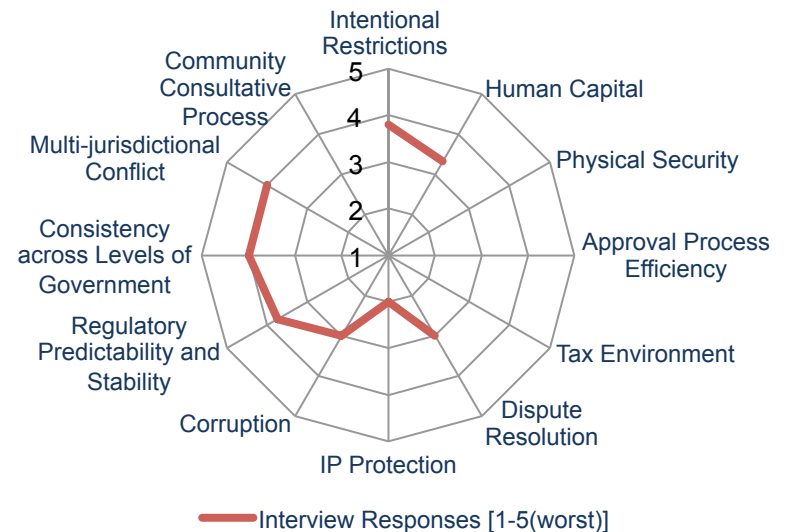 Intentional
Restrictions
Human Capital
Physical Security
Approval Process
Efficiency
Tax Environment
Dispute
Resolution
IP Protection
Corruption
Regulatory
Predictability and
Stability
Consistency
across Levels of
Government
Multi-jurisdictional
Conflict
Community
Consultative
Process
5
4
3
2
1
Interview Responses [1-5(worst)]